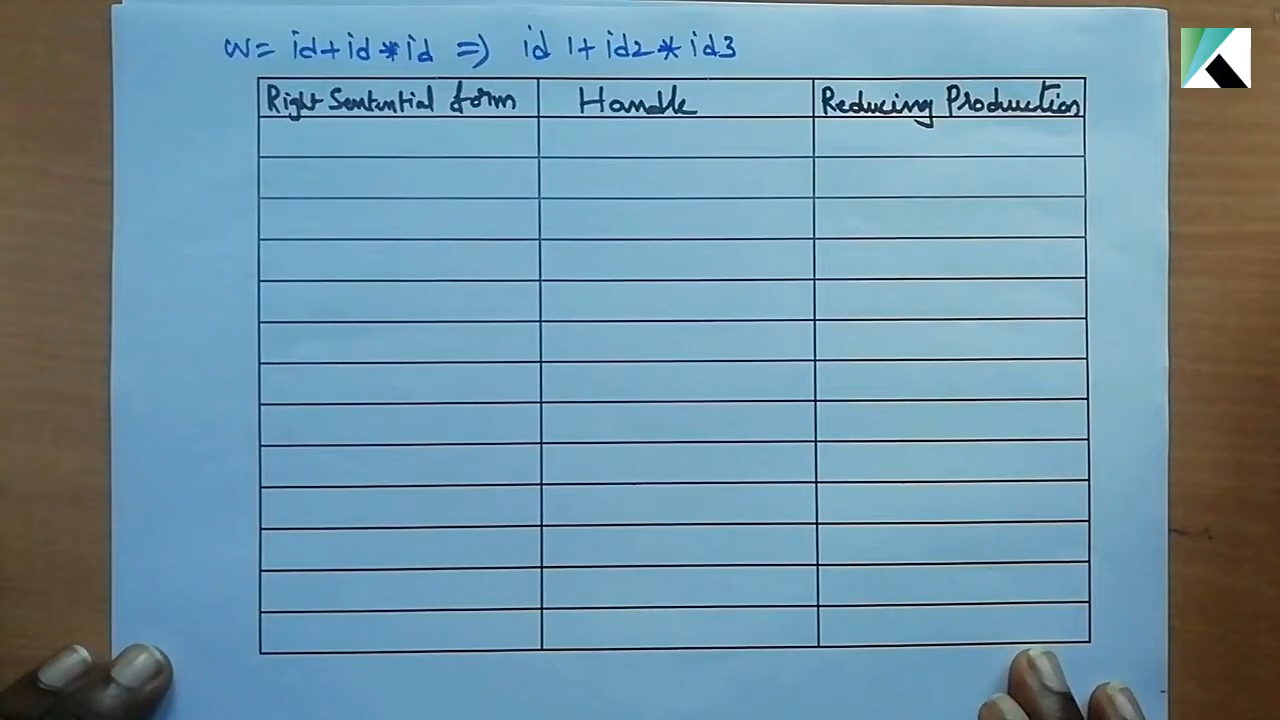 w= id+id*id => id1+id2*id3
Right Sentential form Handle Reducing Production